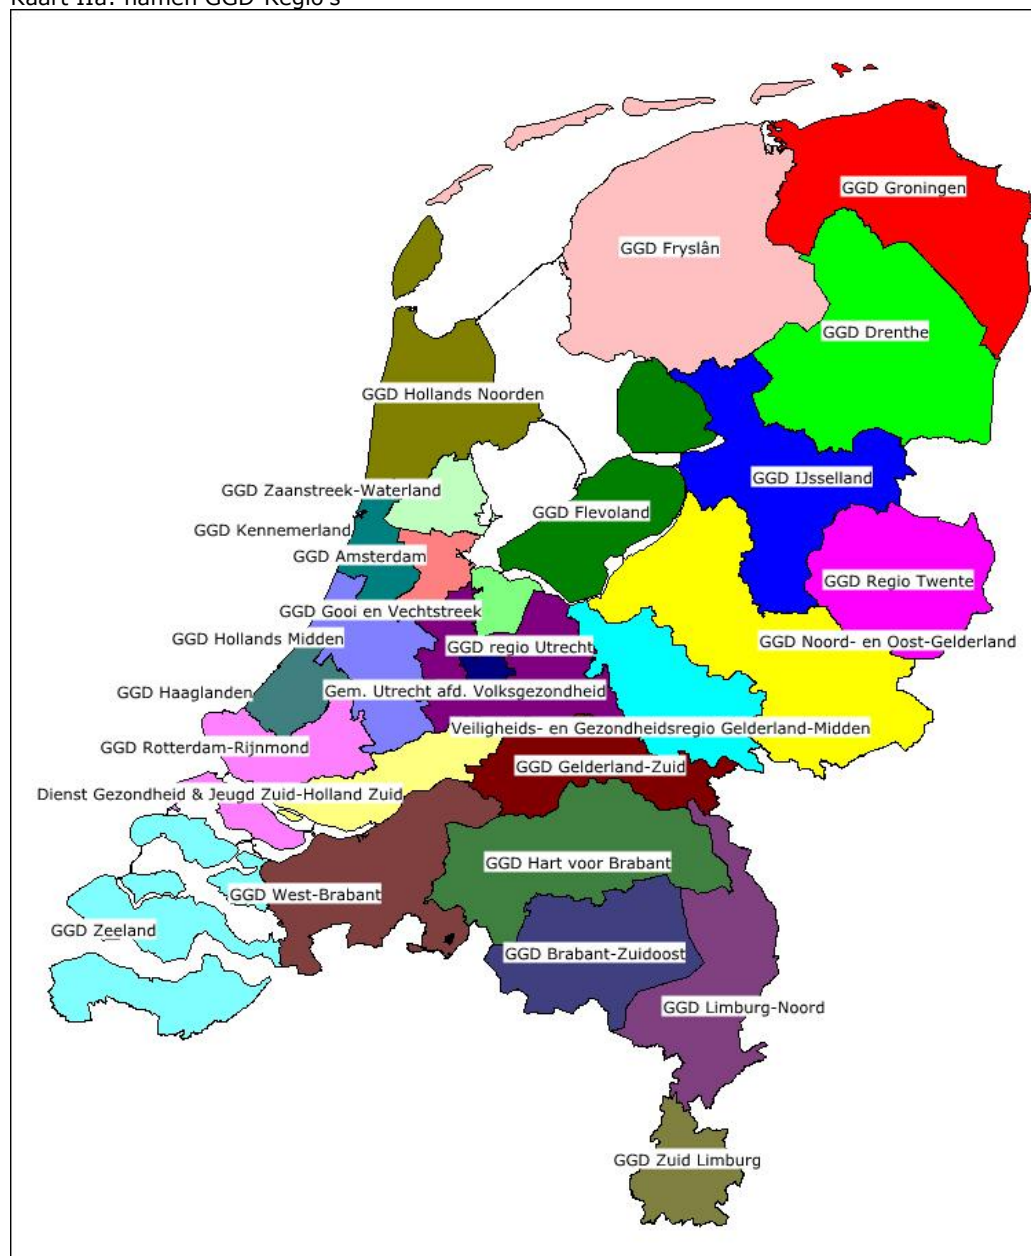 Kaart IIa: namen GGD-Regio's
GGD Groningen
GGD Fryslân
GGD Drenthe
GGD Hollands Noorden
GGD IJsselland
GGD Zaanstreek-Waterland
GGD Flevoland
GGD Kennemerland
GGD Amsterdam
GGD Regio Twente
GGD Gooi en Vechtstreek
GGD Hollands Midden
GGD Noord- en Oost-Gelderland
GGD regio Utrecht
GGD Haaglanden
Gem. Utrecht afd. Volksgezondheid
Veiligheids- en Gezondheidsregio Gelderland-Midden
GGD Rotterdam-Rijnmond
GGD Gelderland-Zuid
Dienst Gezondheid & Jeugd Zuid-Holland Zuid
GGD Hart voor Brabant
GGD West-Brabant
GGD Zeeland
GGD Brabant-Zuidoost
GGD Limburg-Noord
GGD Zuid Limburg